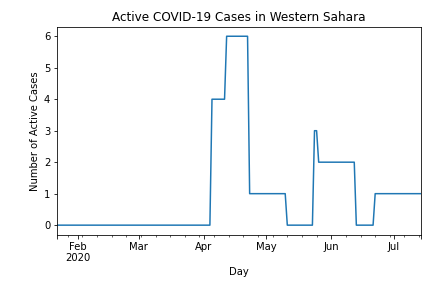 Active COVID-19 Cases in Western Sahara
Number of Active Cases
6
5
4
3
2
1
0
Feb Mar Apr May Jun Jul
2020
Day